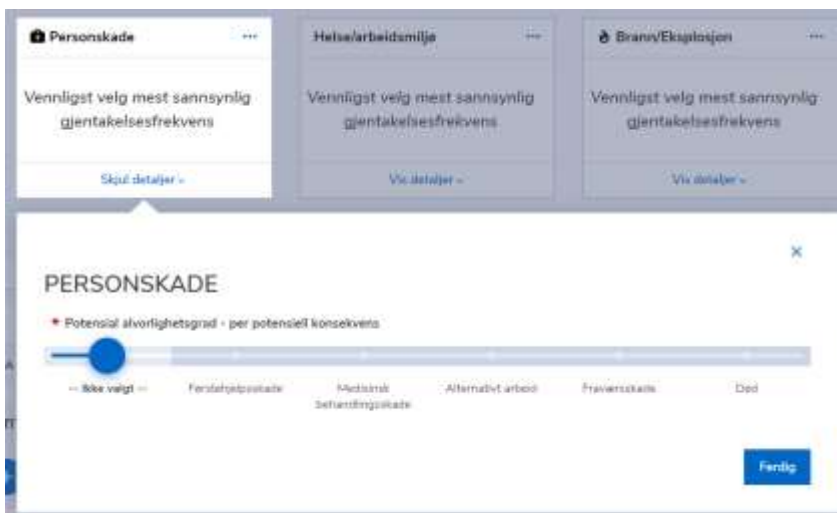 Personskade
Helse/arbeidsmiljø
Brann/Eksplosjon
Vennligst velg mest sannsynlig
gjentakelsesfrekvens
Vennligst velg mest sannsynlig
gjentakelsesfrekvens
Vennligst velg mest sannsynlig
gjentakelsesfrekvens
Skjul detaljer
Vis detaljer
Vis detaljer
PERSONSKADE
* Potensial alvorlighetsgrad - per potensiell konsekvens
-- Ikke valgt --
Førstehjelpsskade
Medisinsk
behandlingsskade
Alternativt arbeid
Fraværsskade
Død
Ferdig